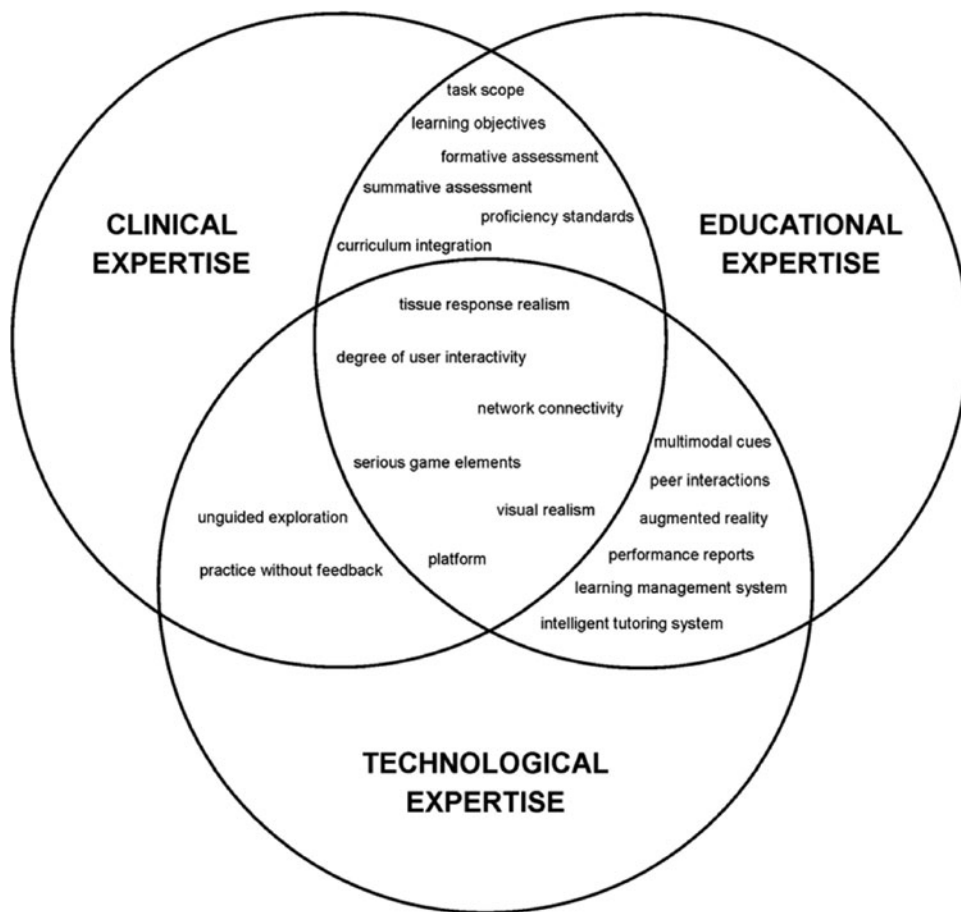 task scope
learning objectives
formative assessment
summative assessment
proficiency standards
curriculum integration
CLINICAL
EXPERTISE
EDUCATIONAL
EXPERTISE
tissue response realism
degree of user interactivity
network connectivity
serious game elements
visual realism
platform
unguided exploration
practice without feedback
multimodal cues
peer interactions
augmented reality
performance reports
learning management system
intelligent tutoring system
TECHNOLOGICAL
EXPERTISE